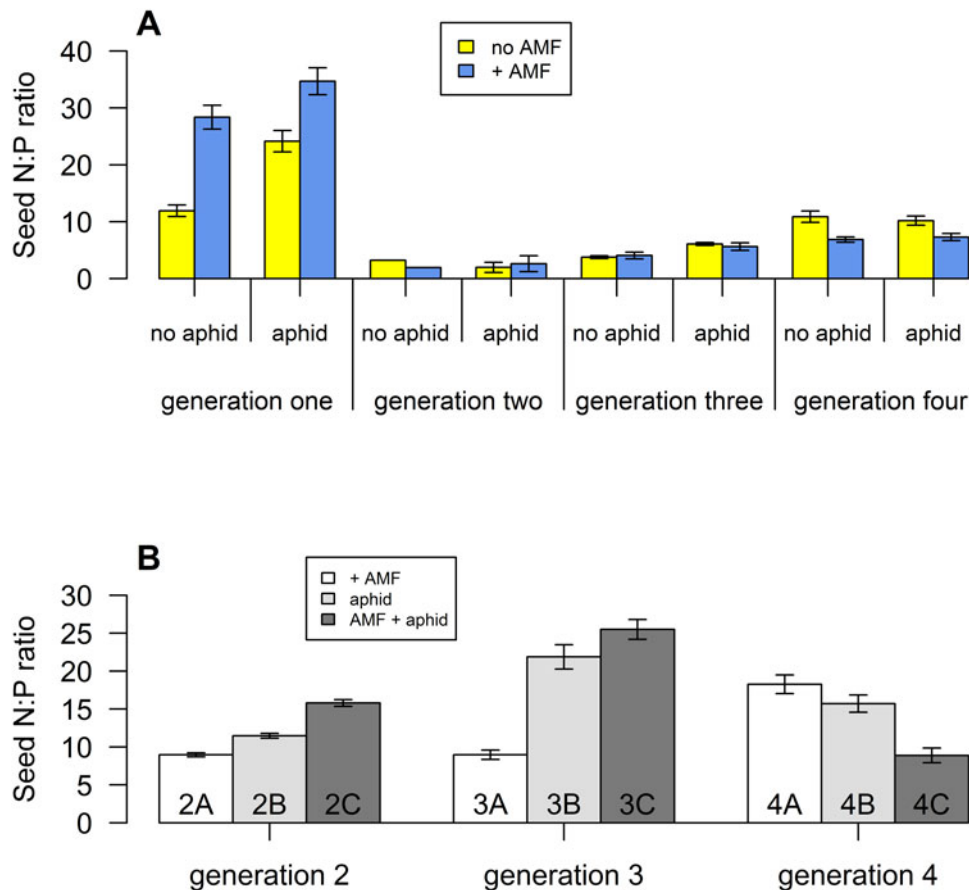 A
no AMF
+ AMF
Seed N:P ratio
40
30
20
10
0
no aphid aphid no aphid aphid no aphid aphid no aphid aphid
generation one generation two generation three generation four
B
+ AMF
aphid
AMF + aphid
Seed N:P ratio
30
25
20
15
10
5
0
2A 2B 2C 3A 3B 3C 4A 4B 4C
generation 2 generation 3 generation 4